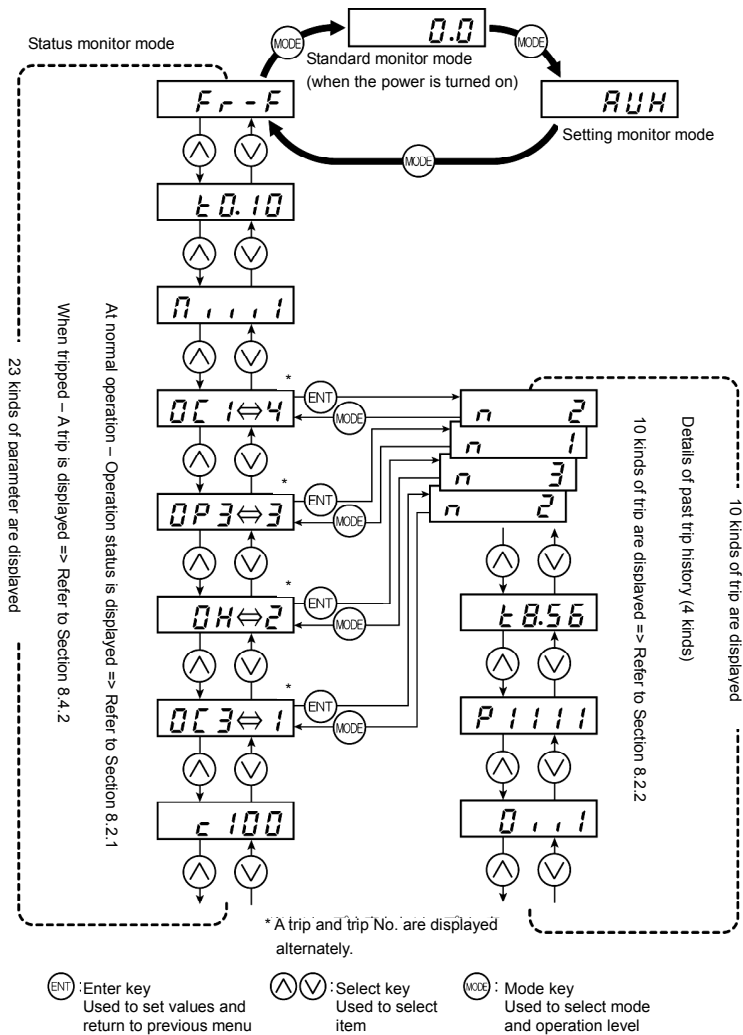 Status monitor mode
MODE
0.0
MODE
Standard monitor mode
(when the power is turned on)
Fr-F
AUH
Setting monitor mode
MODE
t0.10
23 kinds of parameter are displayed
When tripped – A trip is displayed => Refer to Section 8.4.2
At normal operation – Operation status is displayed => Refer to Section 8.2.1
OC1⇔4
*
ENT
MODE
n 2
n 1
n 3
n 2
OP3⇔3
*
ENT
MODE
OH⇔2
*
ENT
MODE
OC3⇔1
*
ENT
MODE
c 100
t8.56
P1111
Details of past trip history (4 kinds)
10 kinds of trip are displayed => Refer to Section 8.2.2
10 kinds of trip are displayed
* A trip and trip No. are displayed
alternately.
ENT :Enter key
Used to set values and
return to previous menu
:Select key
Used to select
item
MODE : Mode key
Used to select mode
and operation level